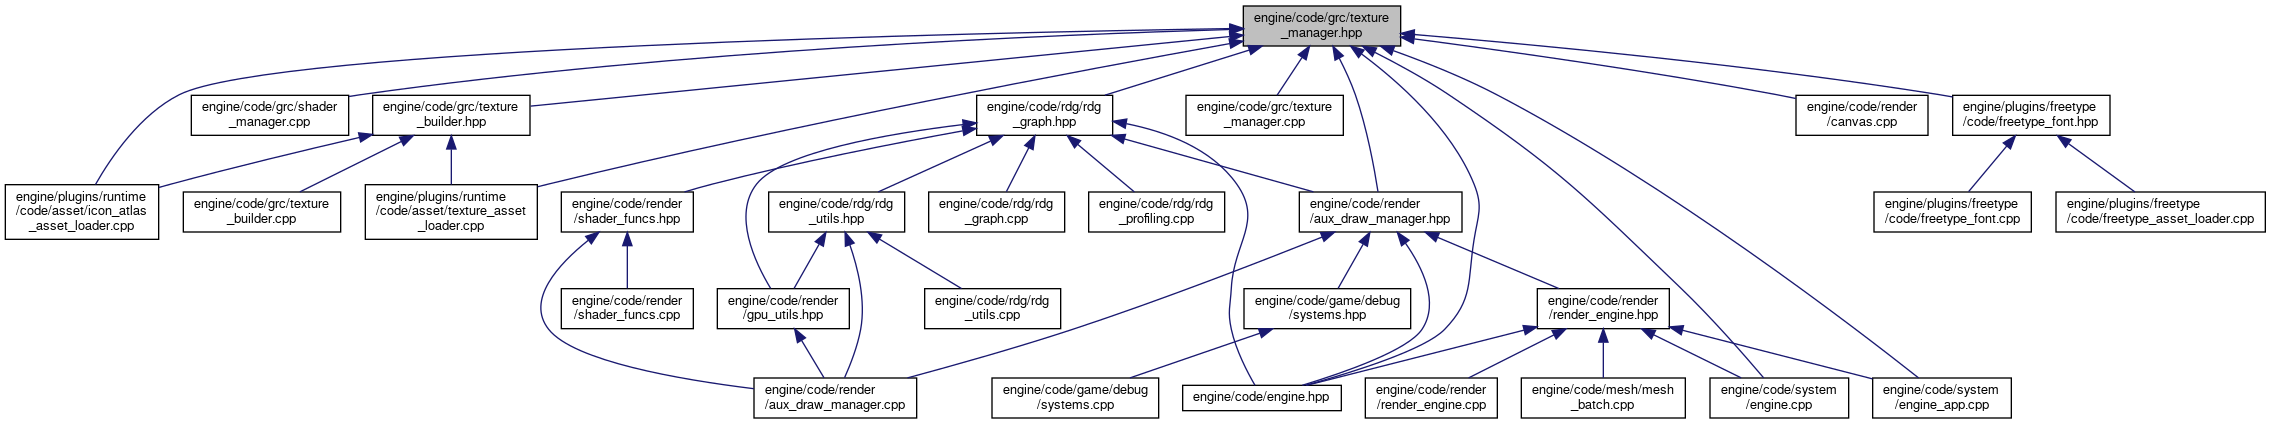 engine/code/grc/texture
_manager.hpp
engine/code/grc/shader
_manager.cpp
engine/code/grc/texture
_builder.hpp
engine/code/rdg/rdg
_graph.hpp
engine/code/grc/texture
_manager.cpp
engine/code/render
/canvas.cpp
engine/plugins/freetype
/code/freetype_font.hpp
engine/plugins/runtime
/code/asset/icon_atlas
_asset_loader.cpp
engine/code/grc/texture
_builder.cpp
engine/plugins/runtime
/code/asset/texture_asset
_loader.cpp
engine/code/render
/shader_funcs.hpp
engine/code/rdg/rdg
_utils.hpp
engine/code/rdg/rdg
_graph.cpp
engine/code/rdg/rdg
_profiling.cpp
engine/code/render
/aux_draw_manager.hpp
engine/plugins/freetype
/code/freetype_font.cpp
engine/plugins/freetype
/code/freetype_asset_loader.cpp
engine/code/render
/shader_funcs.cpp
engine/code/render
/gpu_utils.hpp
engine/code/rdg/rdg
_utils.cpp
engine/code/game/debug
/systems.hpp
engine/code/render
/render_engine.hpp
engine/code/render
/aux_draw_manager.cpp
engine/code/game/debug
/systems.cpp
engine/code/engine.hpp
engine/code/render
/render_engine.cpp
engine/code/mesh/mesh
_batch.cpp
engine/code/system
/engine.cpp
engine/code/system
/engine_app.cpp